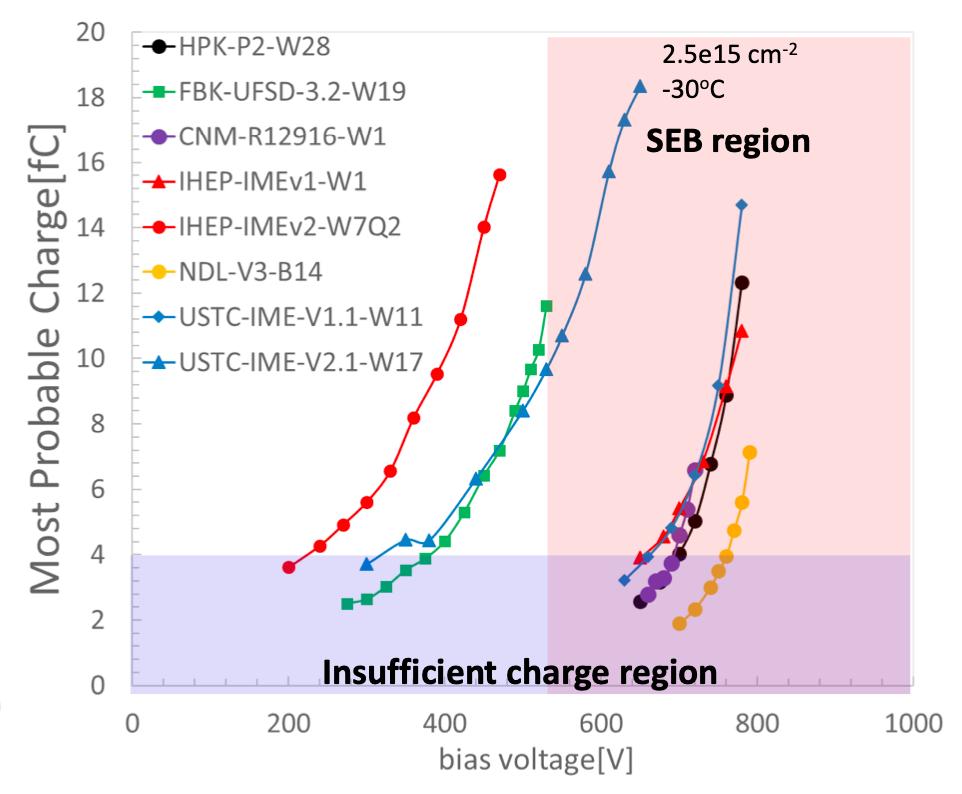 20
18
16
14
12
10
8
6
4
2
0
Most Probable Charge[fC]
HPK-P2-W28
FBK-UFSD-3.2-W19
CNM-R12916-W1
IHEP-IMEv1-W1
IHEP-IMEv2-W7Q2
NDL-V3-B14
USTC-IME-V1.1-W11
USTC-IME-V2.1-W17
2.5e15 cm⁻²
-30°C
SEB region
Insufficient charge region
0 200 400 600 800 1000
bias voltage[V]